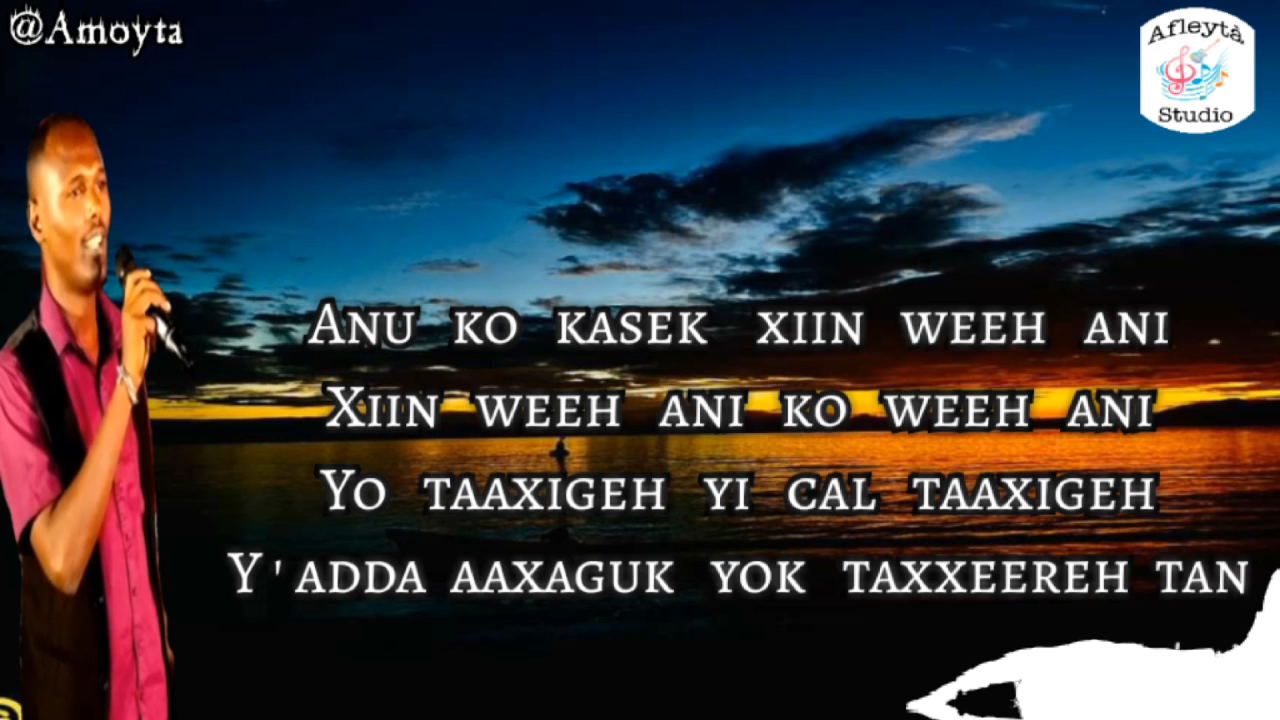 @Amoyta
Afleytà
Studio
Anu ko kasek xiin weeh ani
Xiin weeh ani ko weeh ani
Yo taaxigeh yi cal taaxigeh
Y'adda aaxaguk yok taxxeereh tan